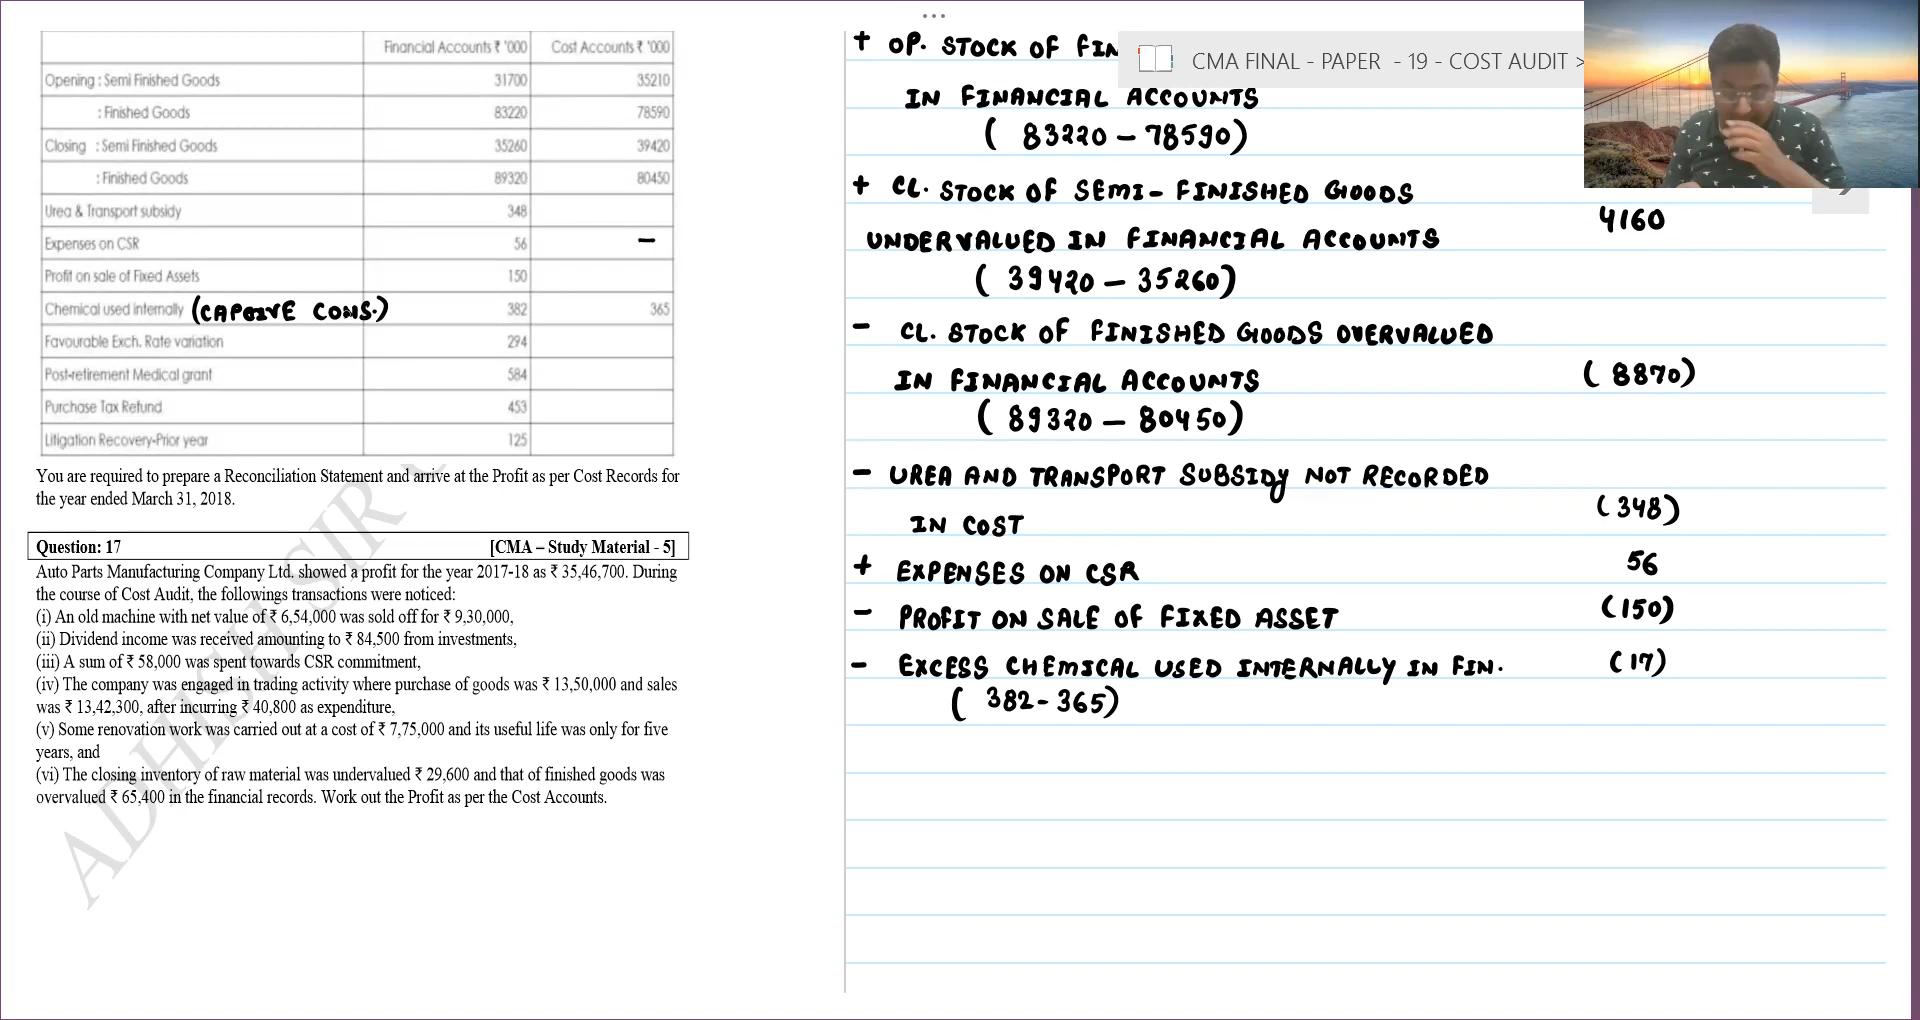 Financial Accounts ₹ '000 Cost Accounts ₹ '000
Opening : Semi Finished Goods 31700 35210
: Finished Goods 83220 78590
Closing : Semi Finished Goods 35260 39420
: Finished Goods 89320 80450
Urea & Transport subsidy 348
Expenses on CSR 56 –
Profit on sale of Fixed Assets 150
Chemical used internally (CAPTIVE CONS.) 382 365
Favourable Exch. Rate variation 294
Post-retirement Medical grant 584
Purchase Tax Refund 453
Litigation Recovery-Prior year 125
You are required to prepare a Reconciliation Statement and arrive at the Profit as per Cost Records for
the year ended March 31, 2018.
Question: 17 [CMA – Study Material - 5]
Auto Parts Manufacturing Company Ltd. showed a profit for the year 2017-18 as ₹ 35,46,700. During
the course of Cost Audit, the followings transactions were noticed:
(i) An old machine with net value of ₹ 6,54,000 was sold off for ₹ 9,30,000,
(ii) Dividend income was received amounting to ₹ 84,500 from investments,
(iii) A sum of ₹ 58,000 was spent towards CSR commitment,
(iv) The company was engaged in trading activity where purchase of goods was ₹ 13,50,000 and sales
was ₹ 13,42,300, after incurring ₹ 40,800 as expenditure,
(v) Some renovation work was carried out at a cost of ₹ 7,75,000 and its useful life was only for five
years, and
(vi) The closing inventory of raw material was undervalued ₹ 29,600 and that of finished goods was
overvalued ₹ 65,400 in the financial records. Work out the Profit as per the Cost Accounts.
ADHISH SIR
+ OP. STOCK OF FIN
CMA FINAL - PAPER - 19 - COST AUDIT >
IN FINANCIAL ACCOUNTS
( 83220 – 78590)
+ CL. STOCK OF SEMI - FINISHED GOODS
4160
UNDERVALUED IN FINANCIAL ACCOUNTS
( 39420 – 35260)
– CL. STOCK OF FINISHED GOODS OVERVALUED
IN FINANCIAL ACCOUNTS ( 8870)
( 89320 – 80450)
– UREA AND TRANSPORT SUBSIDY NOT RECORDED
IN COST ( 348)
+ EXPENSES ON CSR 56
– PROFIT ON SALE OF FIXED ASSET (150)
– EXCESS CHEMICAL USED INTERNALLY IN FIN. (17)
( 382 - 365)